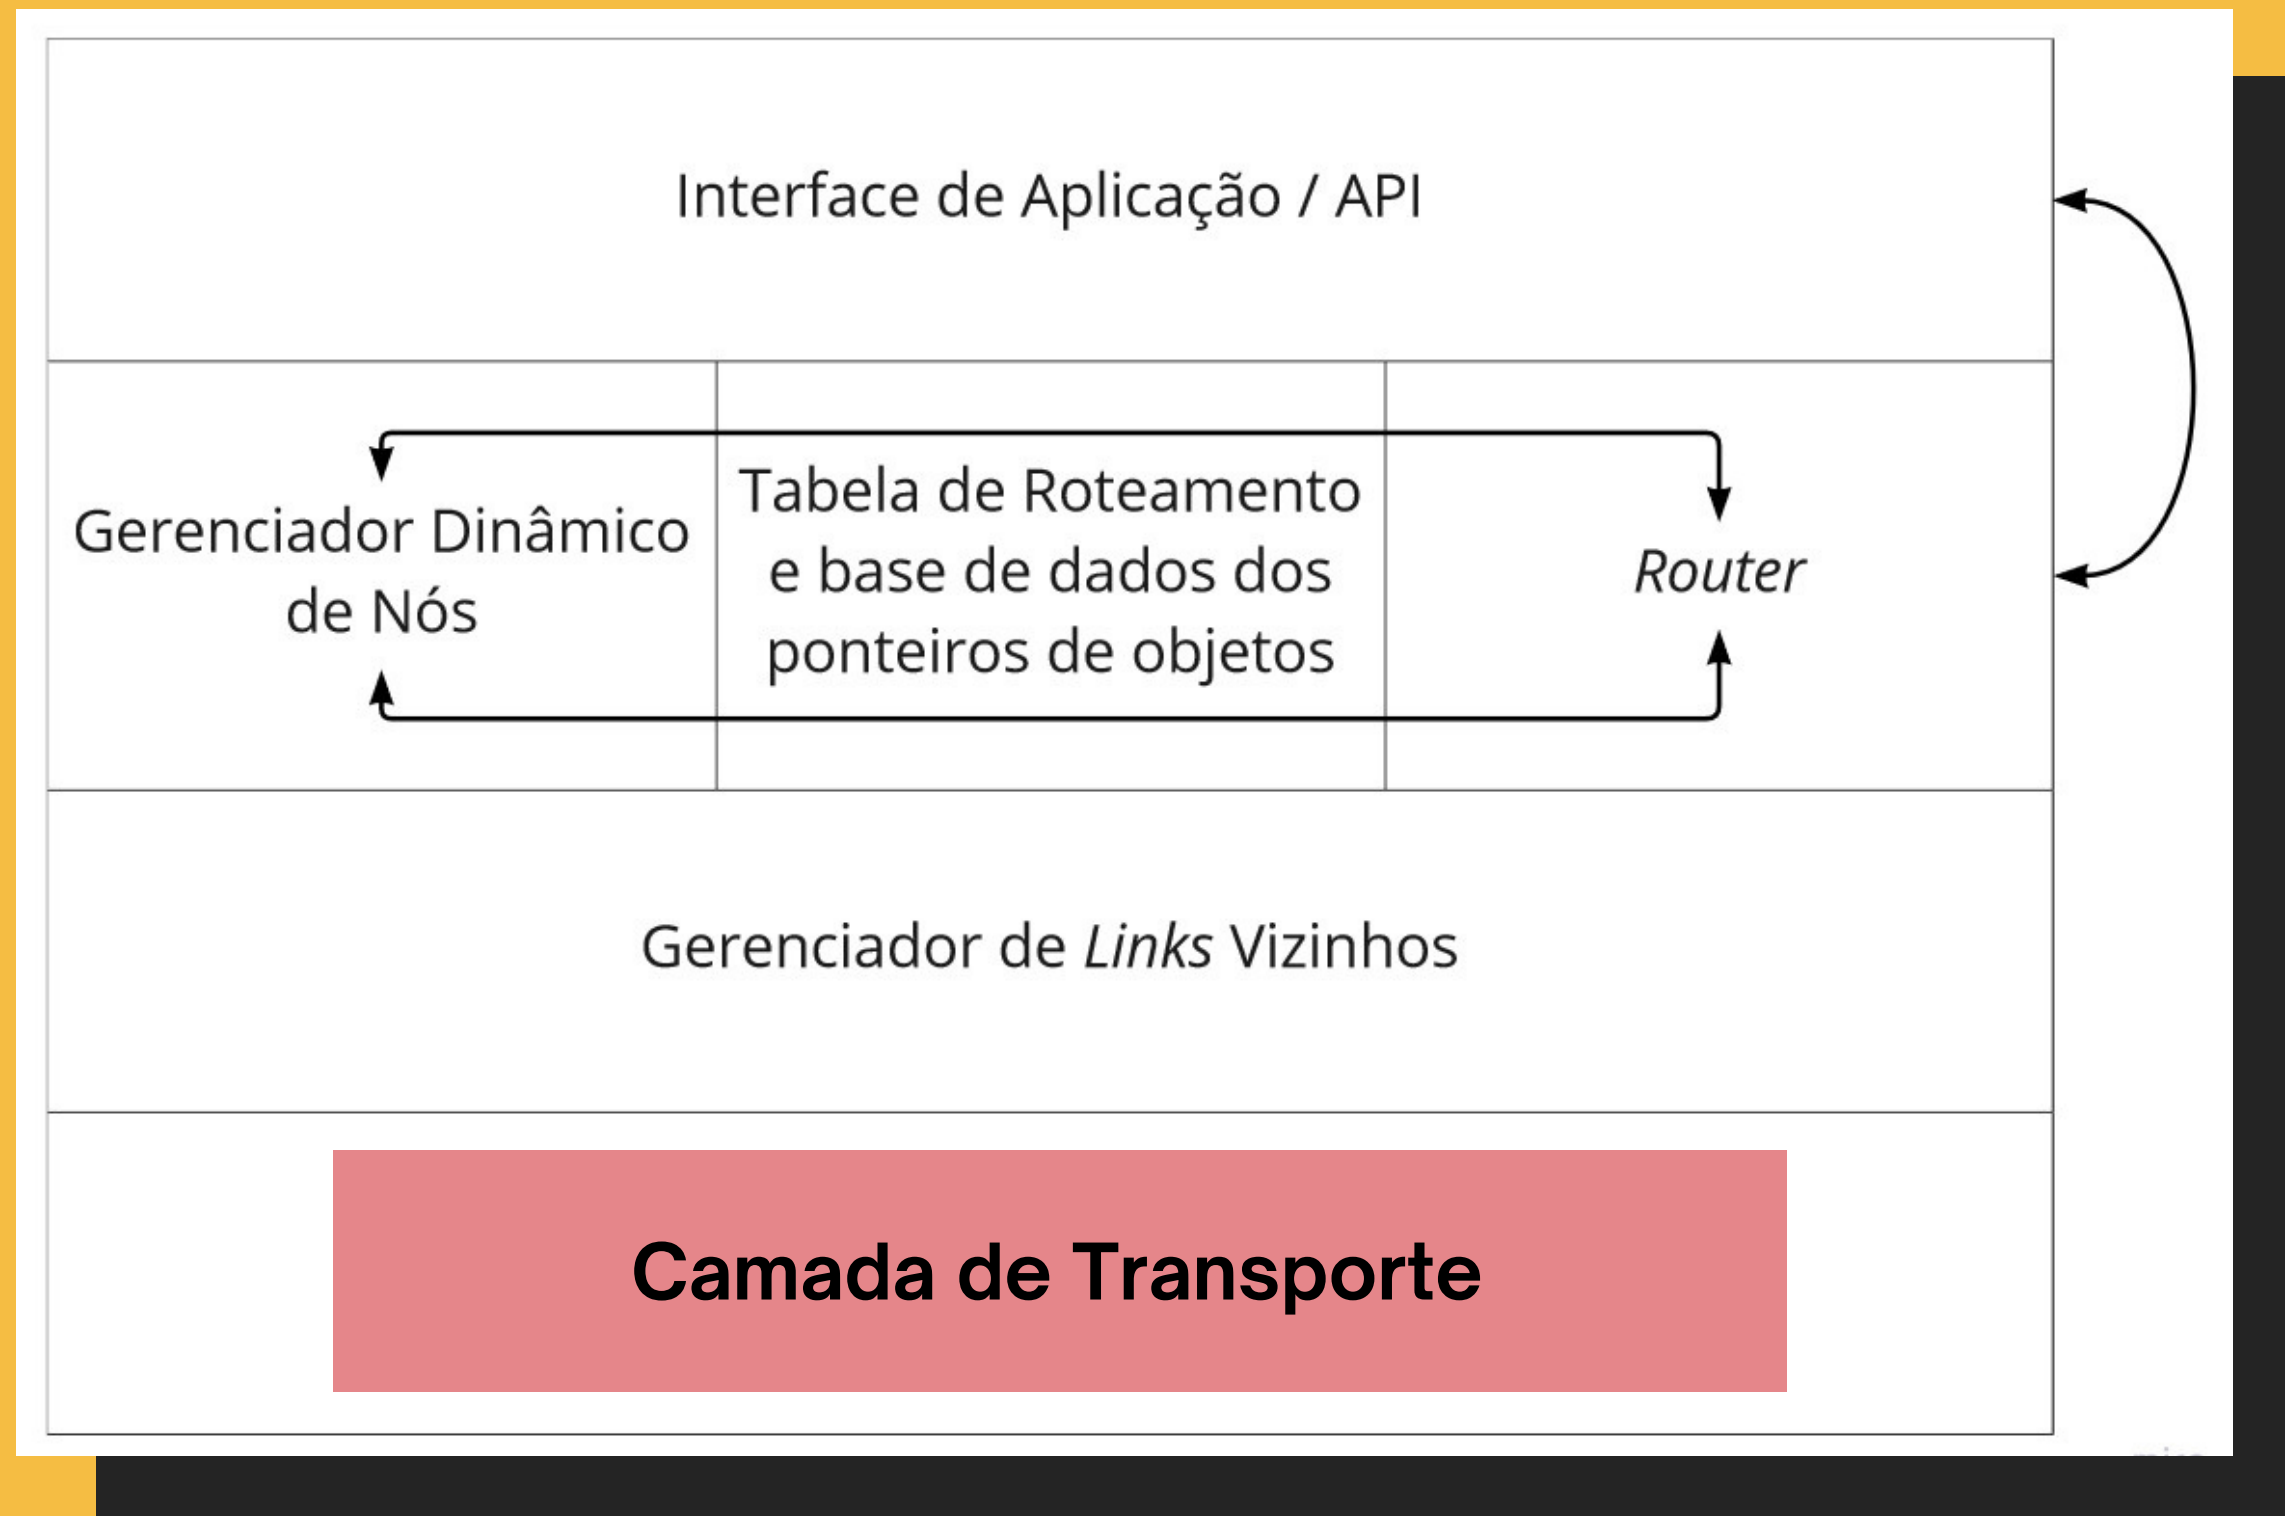 Interface de Aplicação / API
Gerenciador Dinâmico
de Nós
Tabela de Roteamento
e base de dados dos
ponteiros de objetos
Router
Gerenciador de Links Vizinhos
Camada de Transporte